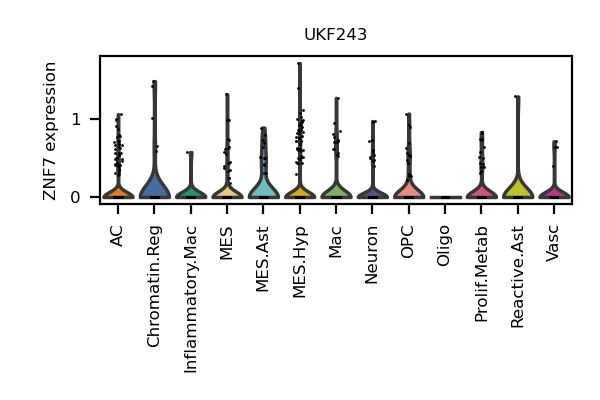 UKF243
ZNF7 expression
1
0
AC
Chromatin.Reg
Inflammatory.Mac
MES
MES.Ast
MES.Hyp
Mac
Neuron
OPC
Oligo
Prolif.Metab
Reactive.Ast
Vasc